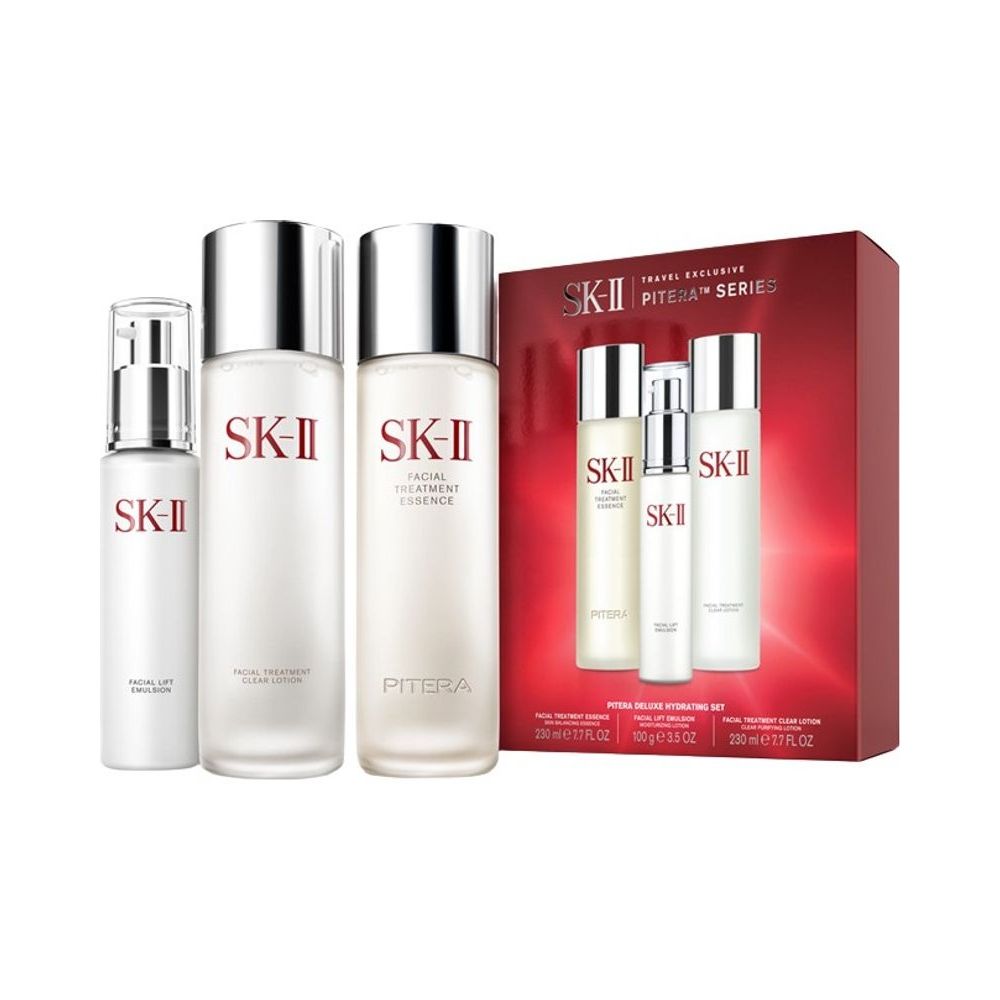 SK-II
FACIAL LIFT
EMULSION
SK-II
FACIAL TREATMENT
CLEAR LOTION
SK-II
FACIAL
TREATMENT
ESSENCE
PITERA
SK-II
TRAVEL EXCLUSIVE
PITERA™ SERIES
SK-II
FACIAL
TREATMENT
ESSENCE
PITERA
SK-II
FACIAL LIFT
EMULSION
SK-II
FACIAL TREATMENT
CLEAR LOTION
PITERA DELUXE HYDRATING SET
FACIAL TREATMENT ESSENCE
SKIN BALANCING ESSENCE
230 ml e 7.7 FL OZ
FACIAL LIFT EMULSION
MOISTURIZING LOTION
100 g e 3.5 OZ
FACIAL TREATMENT CLEAR LOTION
CLEAR PURIFYING LOTION
230 ml e 7.7 FL OZ